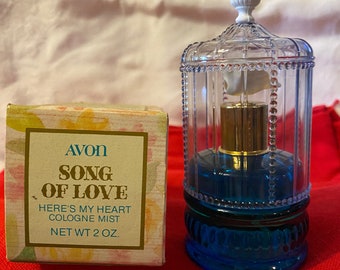 AVON
SONG
OF LOVE
HERE'S MY HEART
COLOGNE MIST
NET WT 2 OZ.